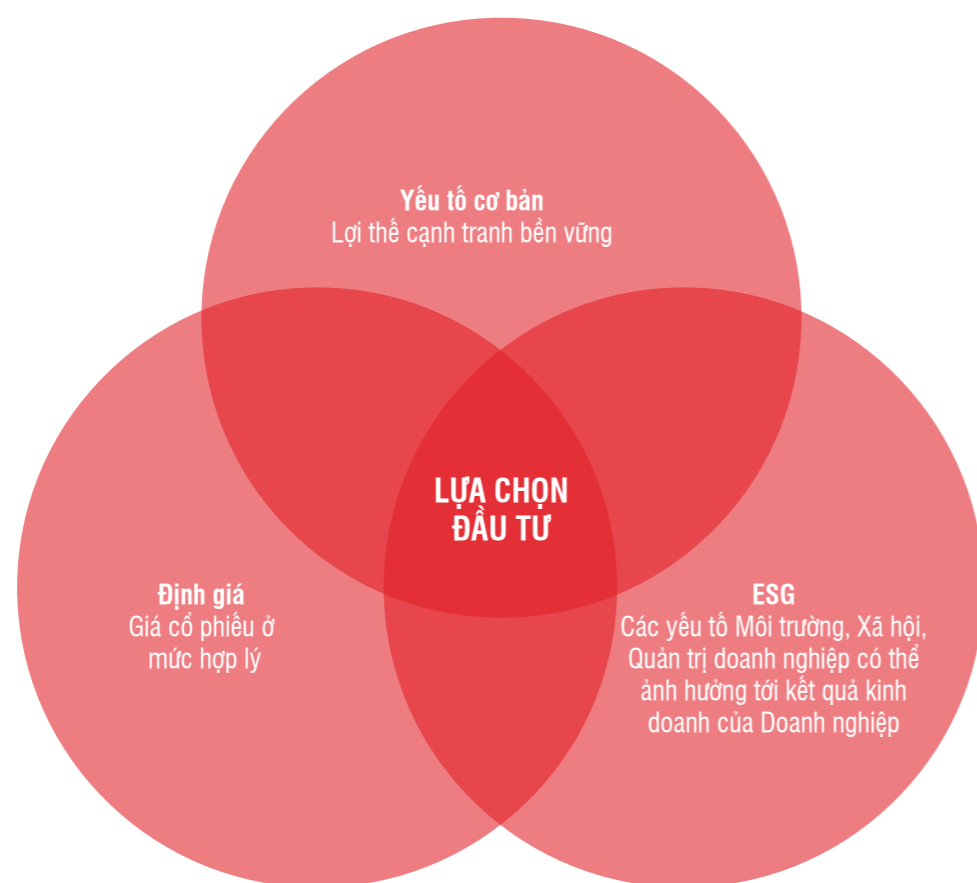 Yếu tố cơ bản
Lợi thế cạnh tranh bền vững
LỰA CHỌN
ĐẦU TƯ
Định giá
Giá cổ phiếu ở
mức hợp lý
ESG
Các yếu tố Môi trường, Xã hội,
Quản trị doanh nghiệp có thể
ảnh hưởng tới kết quả kinh
doanh của Doanh nghiệp